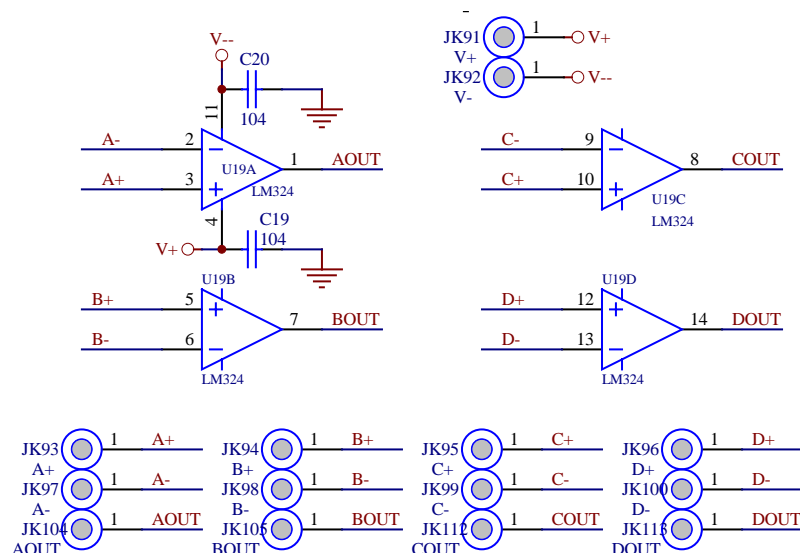 V--
C20
104
11
A-
2
U19A
1
AOUT
A+
3
LM324
4
C19
104
V+
JK91
1
V+
V+
JK92
1
V--
V-
C-
9
8
COUT
C+
10
U19C
LM324
U19B
B+
5
7
BOUT
B-
6
LM324
U19D
D+
12
14
DOUT
D-
13
LM324
JK93
1
A+
A+
JK97
1
A-
A-
JK104
1
AOUT
AOUT
JK94
1
B+
B+
JK98
1
B-
B-
JK105
1
BOUT
BOUT
JK95
1
C+
C+
JK99
1
C-
C-
JK112
1
COUT
COUT
JK96
1
D+
D+
JK100
1
D-
D-
JK113
1
DOUT
DOUT